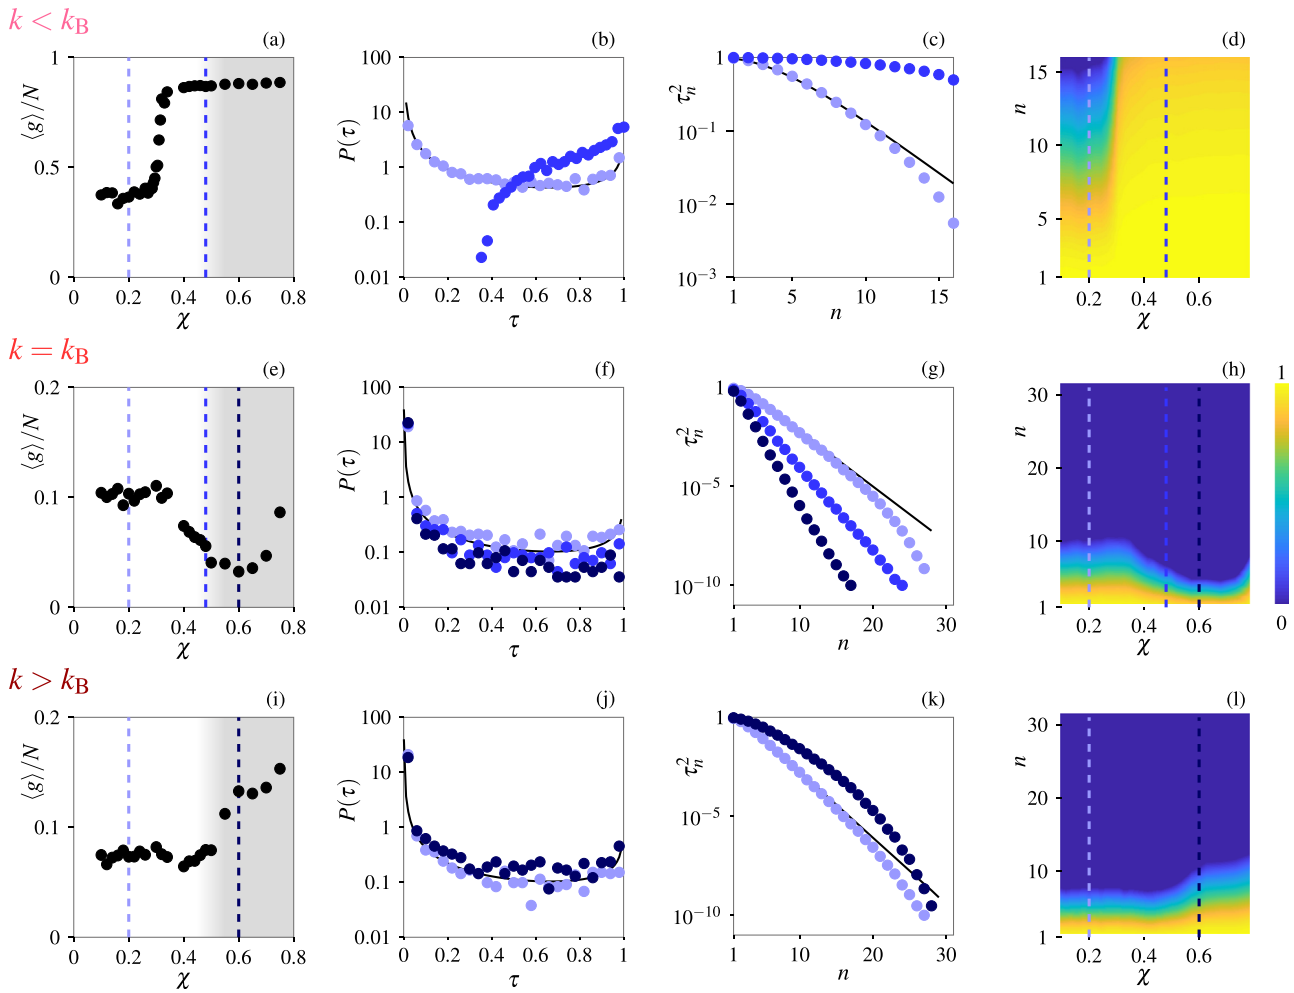 k < k_B
(a)
⟨g⟩/N
1
0.5
0
0 0.2 0.4 0.6 0.8
χ
(b)
P(τ)
100
10
1
0.1
0.01
0 0.2 0.4 0.6 0.8 1
τ
(c)
τ_n^2
1
10^−1
10^−2
10^−3
1 5 10 15
n
(d)
n
15
10
5
1
0.2 0.4 0.6
χ
k = k_B
(e)
⟨g⟩/N
0.2
0.1
0
0 0.2 0.4 0.6 0.8
χ
(f)
P(τ)
100
10
1
0.1
0.01
0 0.2 0.4 0.6 0.8 1
τ
(g)
τ_n^2
1
10^−5
10^−10
1 10 20 30
n
(h)
n
30
20
10
1
0.2 0.4 0.6
χ
1
0
k > k_B
(i)
⟨g⟩/N
0.2
0.1
0
0 0.2 0.4 0.6 0.8
χ
(j)
P(τ)
100
10
1
0.1
0.01
0 0.2 0.4 0.6 0.8 1
τ
(k)
τ_n^2
1
10^−5
10^−10
1 10 20 30
n
(l)
n
30
20
10
1
0.2 0.4 0.6
χ